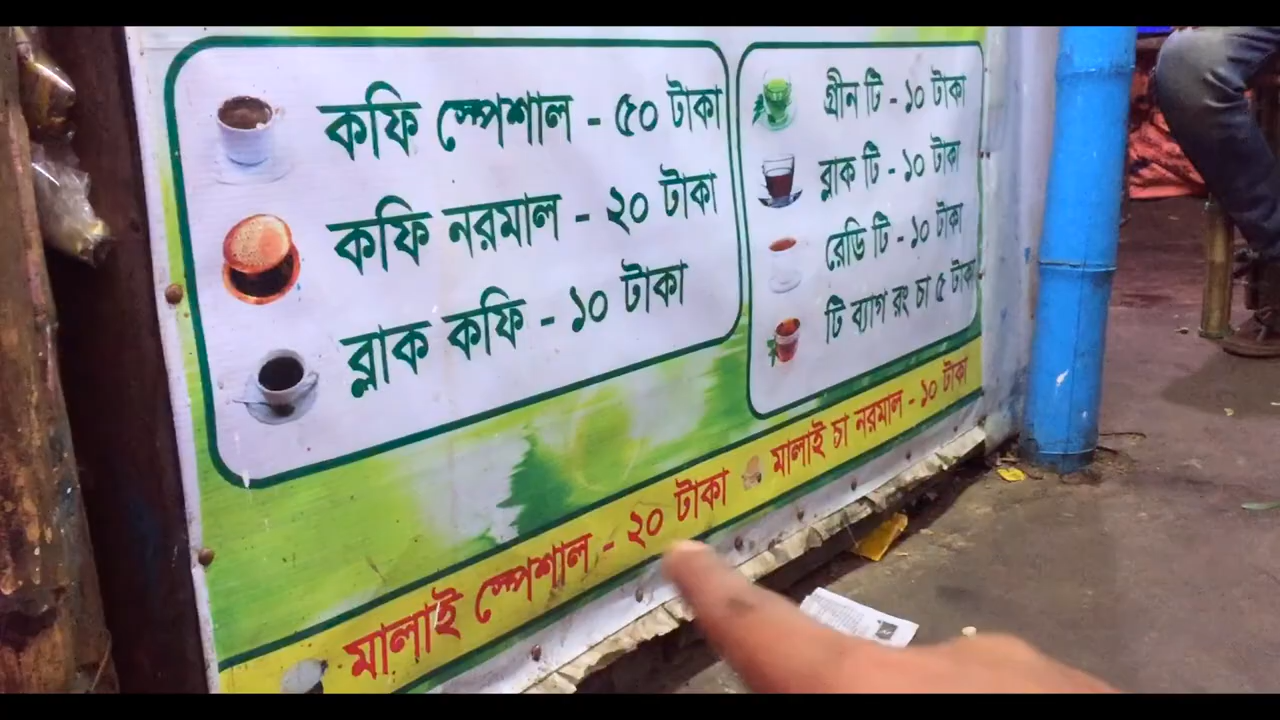 কফি স্পেশাল - ৫০ টাকা
কফি নরমাল - ২০ টাকা
ব্লাক কফি - ১০ টাকা
গ্রীন টি - ১০ টাকা
ব্লাক টি - ১০ টাকা
রেডি টি - ১০ টাকা
টি ব্যাগ রং চা ৫ টাকা
মালাই স্পেশাল - ২০ টাকা মালাই চা নরমাল - ১০ টাকা